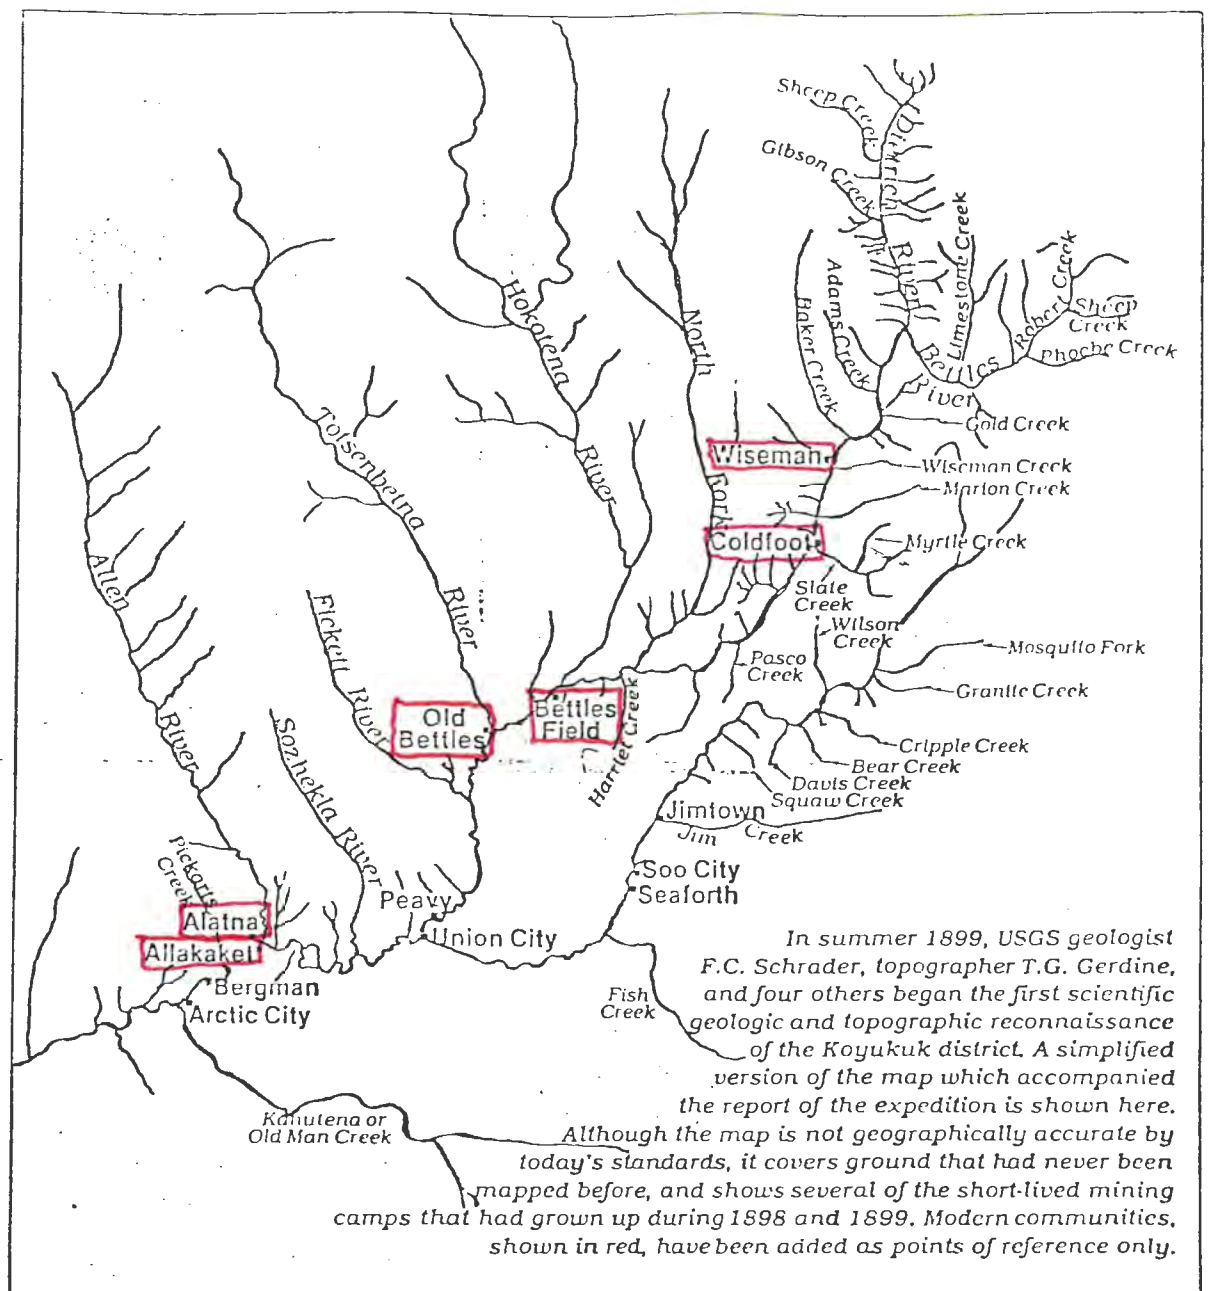 Sheep Creek
Dietrich
River
Gibson Creek
Limestone Creek
Adams Creek
Baker Creek
Robert Creek
Sheep
Creek
Phoebe Creek
Bettles
River
Gold Creek
Hokotena
River
North
Fork
Totsenbetna
River
Wiseman
Wiseman Creek
Marion Creek
Coldfoot
Myrtle Creek
Slate
Creek
Wilson
Creek
Mosquito Fork
Pasco
Creek
Granite Creek
Allen
River
Fickett River
Old
Bettles
Bettles
Field
Harriet Creek
Cripple Creek
Bear Creek
Davis Creek
Squaw Creek
Sozhekla River
Jimtown
Jim Creek
Soo City
Seaforth
Pickarts
Creek
Peavy
Alatna
Allakaket
Union City
Bergman
Arctic City
Fish
Creek
Kanutena or
Old Man Creek
In summer 1899, USGS geologist
F.C. Schrader, topographer T.G. Gerdine,
and four others began the first scientific
geologic and topographic reconnaissance
of the Koyukuk district. A simplified
version of the map which accompanied
the report of the expedition is shown here.
Although the map is not geographically accurate by
today's standards, it covers ground that had never been
mapped before, and shows several of the short-lived mining
camps that had grown up during 1898 and 1899. Modern communities,
shown in red, have been added as points of reference only.